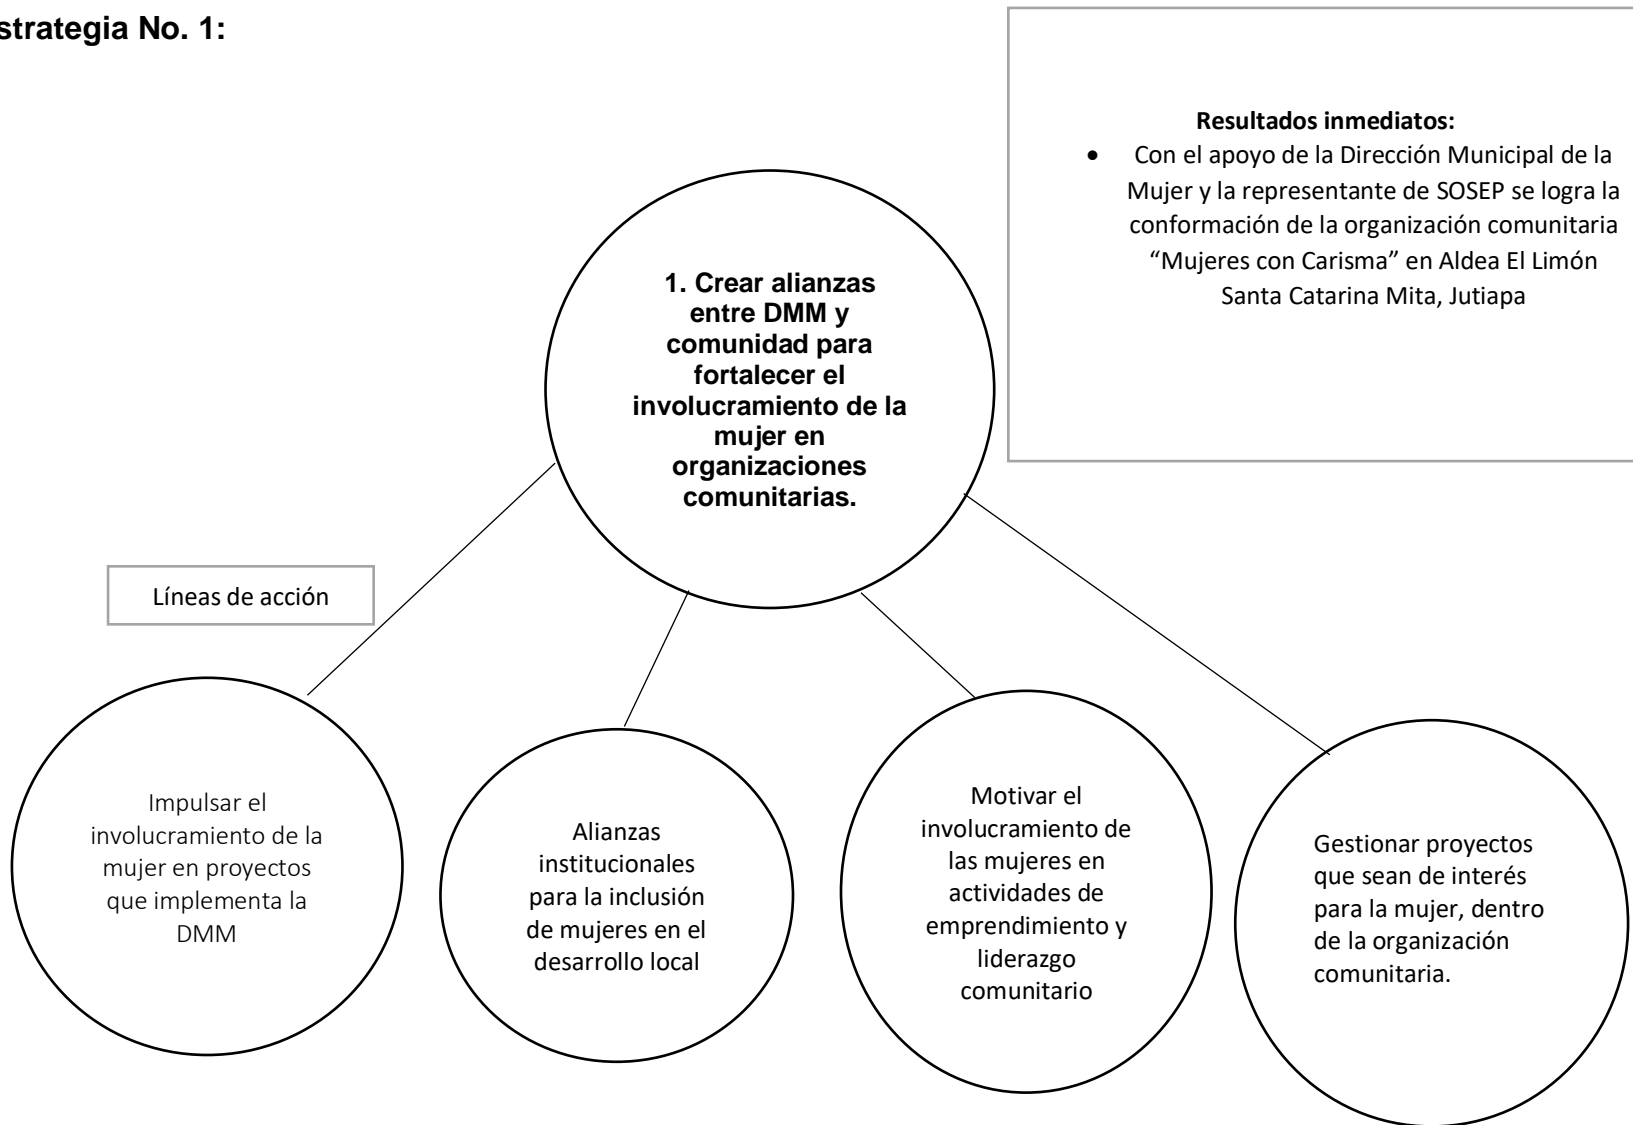 strategia No. 1:
Resultados inmediatos:
• Con el apoyo de la Dirección Municipal de la
Mujer y la representante de SOSEP se logra la
conformación de la organización comunitaria
“Mujeres con Carisma” en Aldea El Limón
Santa Catarina Mita, Jutiapa
1. Crear alianzas
entre DMM y
comunidad para
fortalecer el
involucramiento de la
mujer en
organizaciones
comunitarias.
Líneas de acción
Impulsar el
involucramiento de la
mujer en proyectos
que implementa la
DMM
Alianzas
institucionales
para la inclusión
de mujeres en el
desarrollo local
Motivar el
involucramiento de
las mujeres en
actividades de
emprendimiento y
liderazgo
comunitario
Gestionar proyectos
que sean de interés
para la mujer, dentro
de la organización
comunitaria.